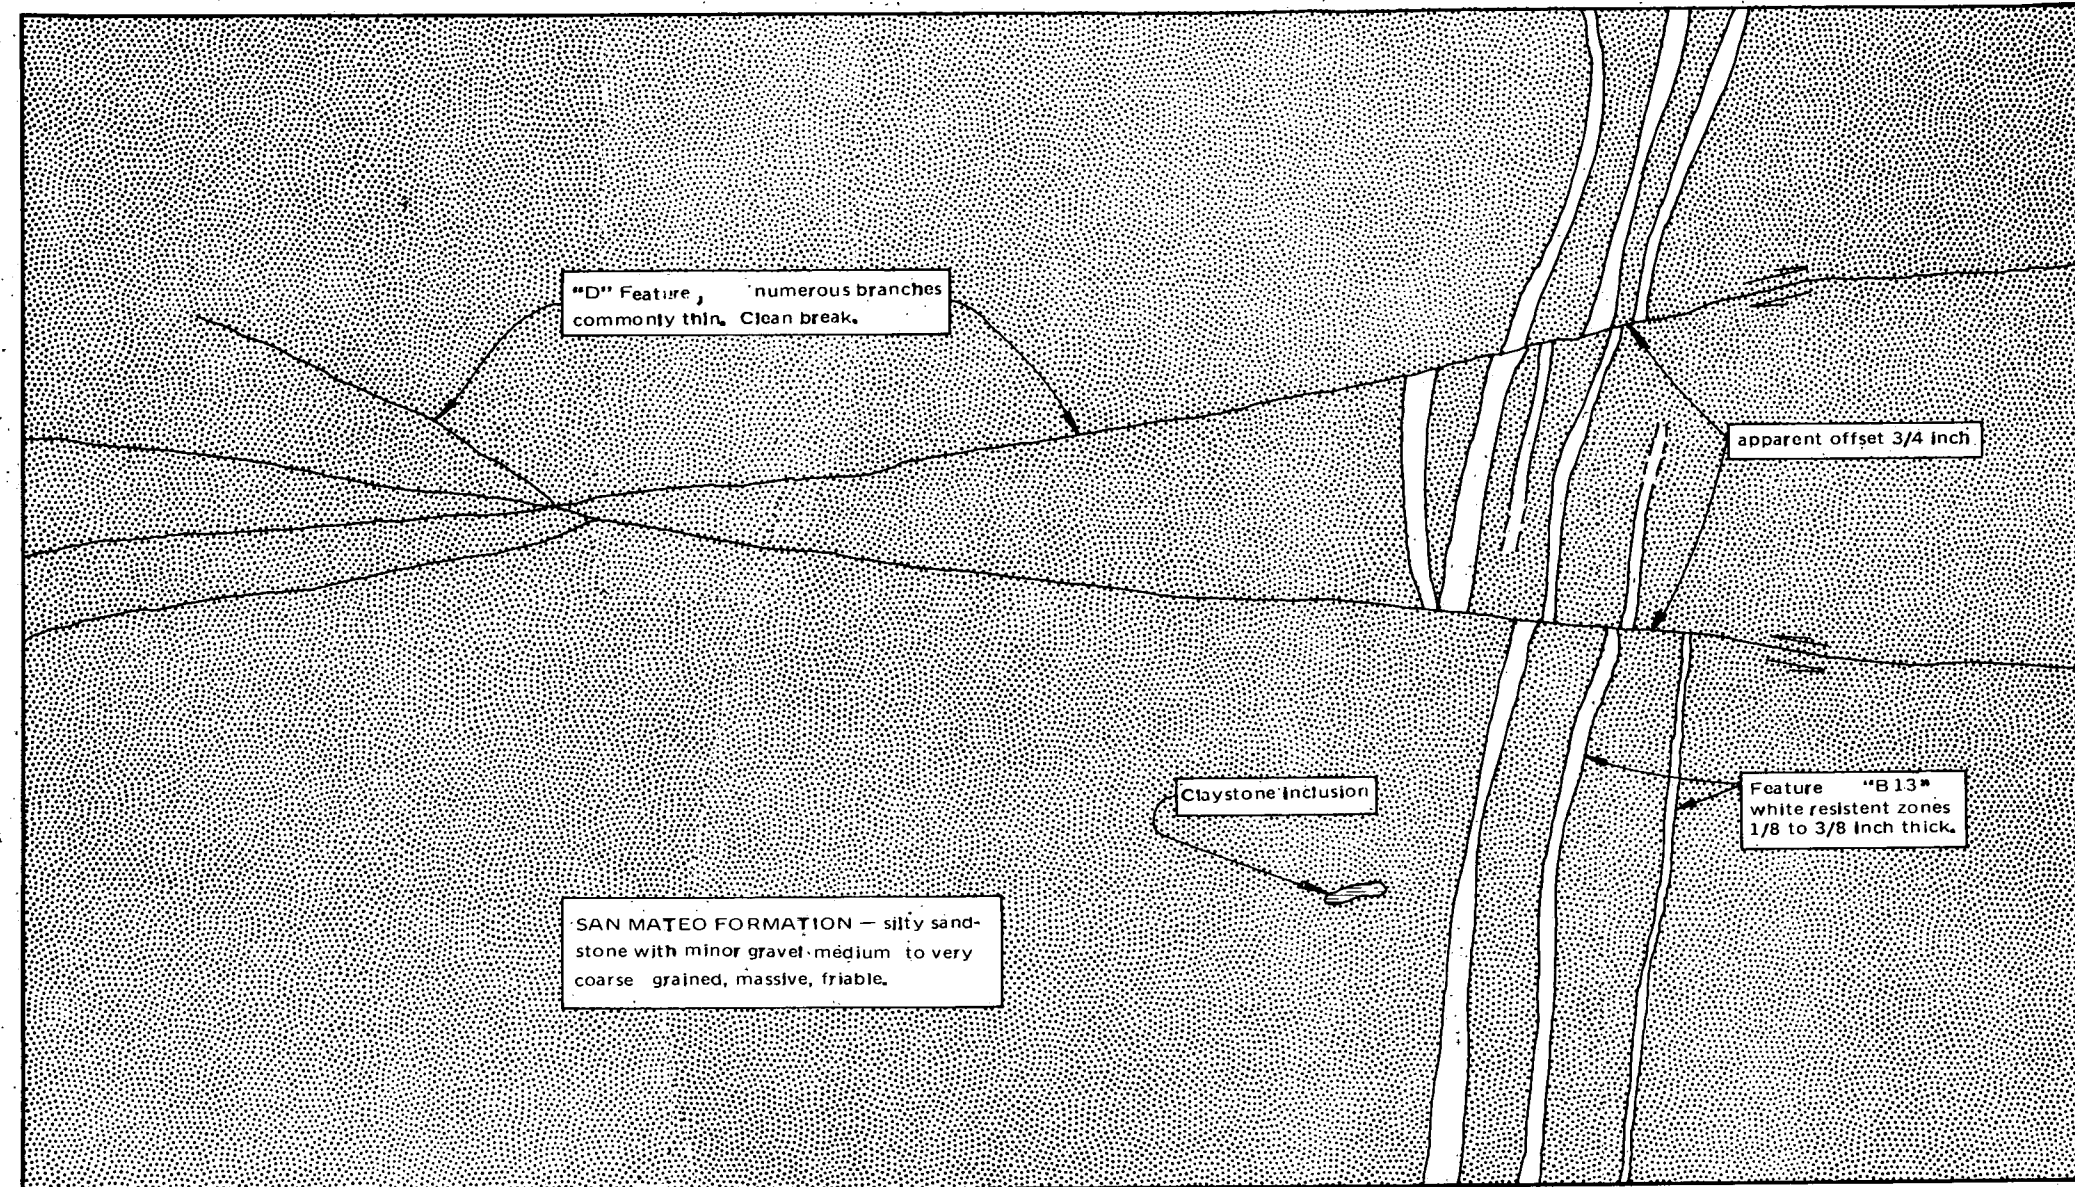 "D" Feature, numerous branches
commonly thin. Clean break.
apparent offset 3/4 inch
Claystone inclusion
Feature "B13"
white resistent zones
1/8 to 3/8 inch thick.
SAN MATEO FORMATION — silty sand-
stone with minor gravel medium to very
coarse grained, massive, friable.